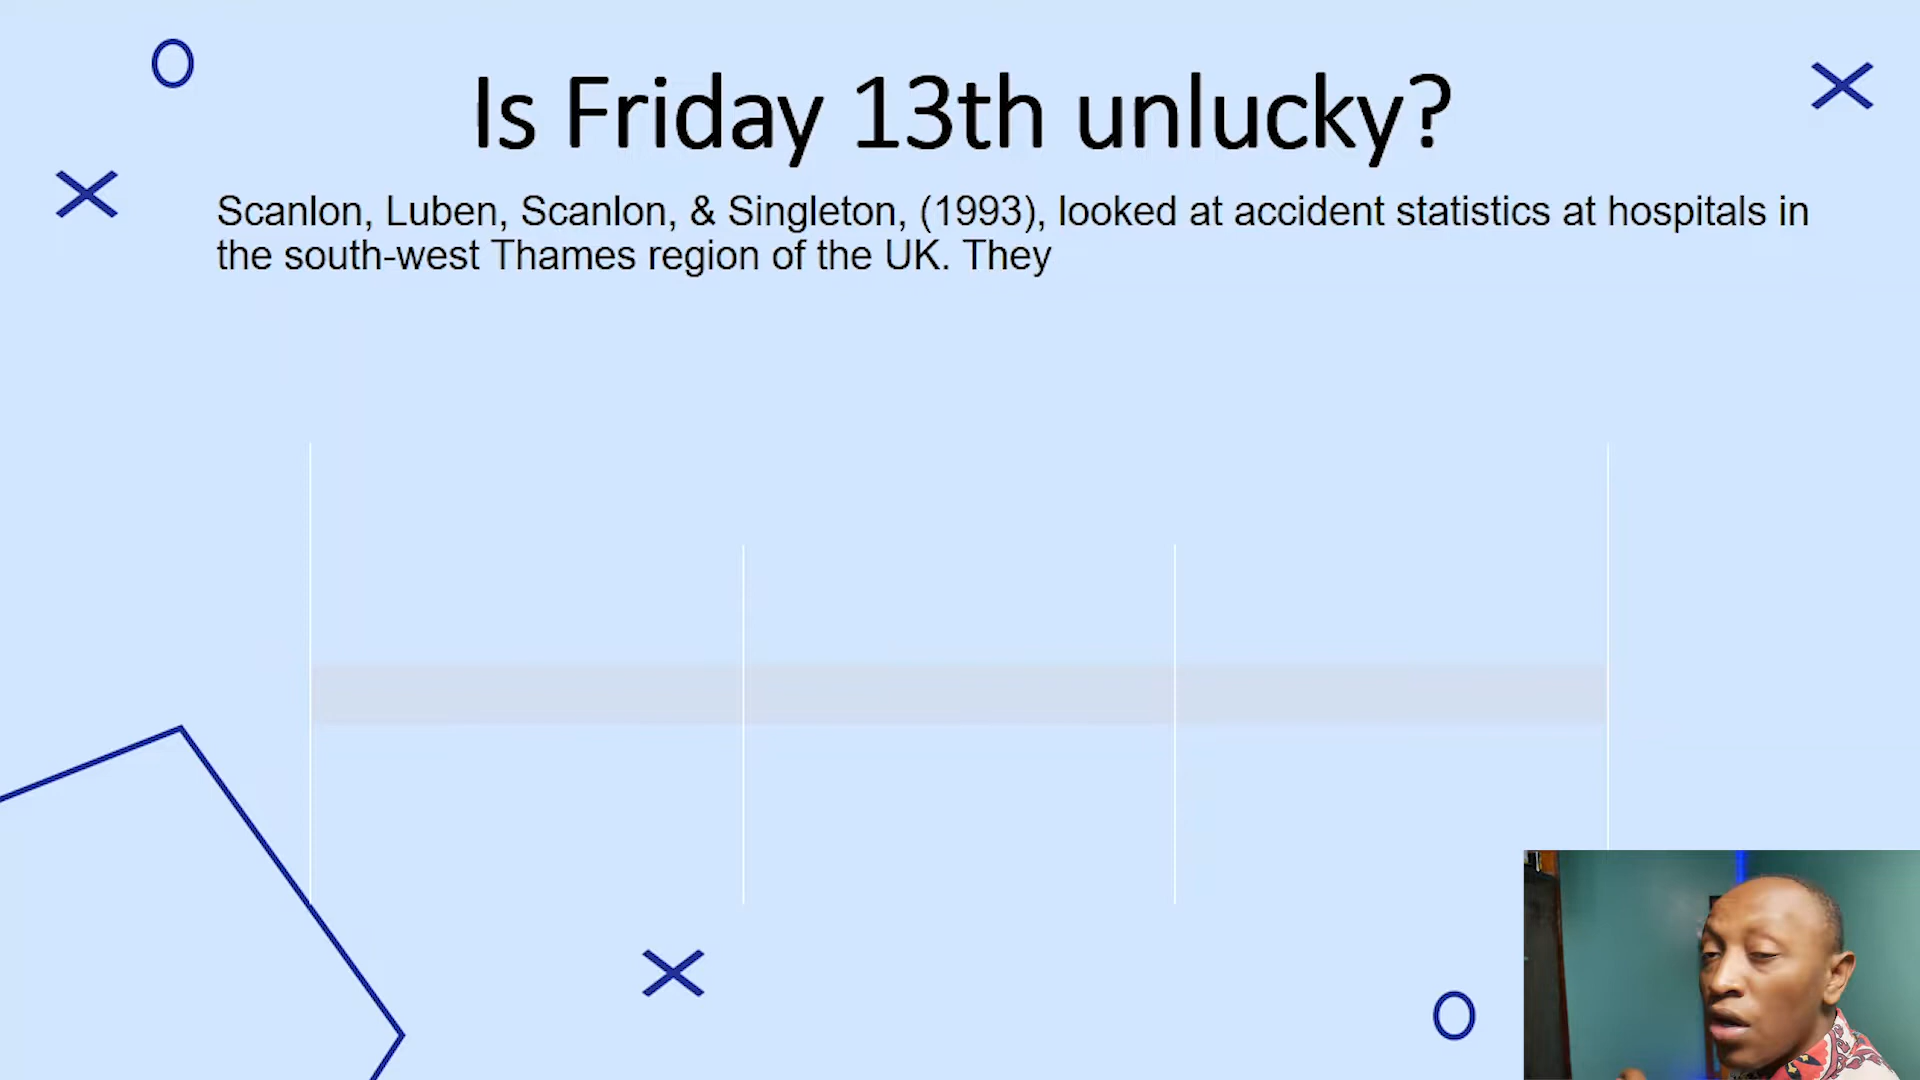 Is Friday 13th unlucky?
Scanlon, Luben, Scanlon, & Singleton, (1993), looked at accident statistics at hospitals in
the south-west Thames region of the UK. They